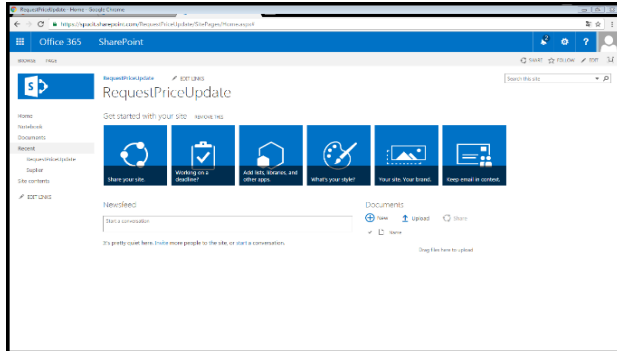 RequestPriceUpdate - Home - Google Chrome
Office 365
SharePoint
2
?
BROWSE
PAGE
SHARE
FOLLOW
EDIT
S
RequestPriceUpdate
EDIT LINKS
RequestPriceUpdate
Search this site
Home
Notebook
Documents
Recent
RequestPriceUpdate
Supplier
Site contents
EDIT LINKS
Get started with your site
REMOVE THIS
Share your site.
Working on a
deadline?
Add lists, libraries, and
other apps.
What's your style?
Your site. Your brand.
Keep email in context.
Newsfeed
Start a conversation
It's pretty quiet here. Invite more people to the site, or start a conversation.
Documents
New
Upload
Share
Name
Drag files here to upload